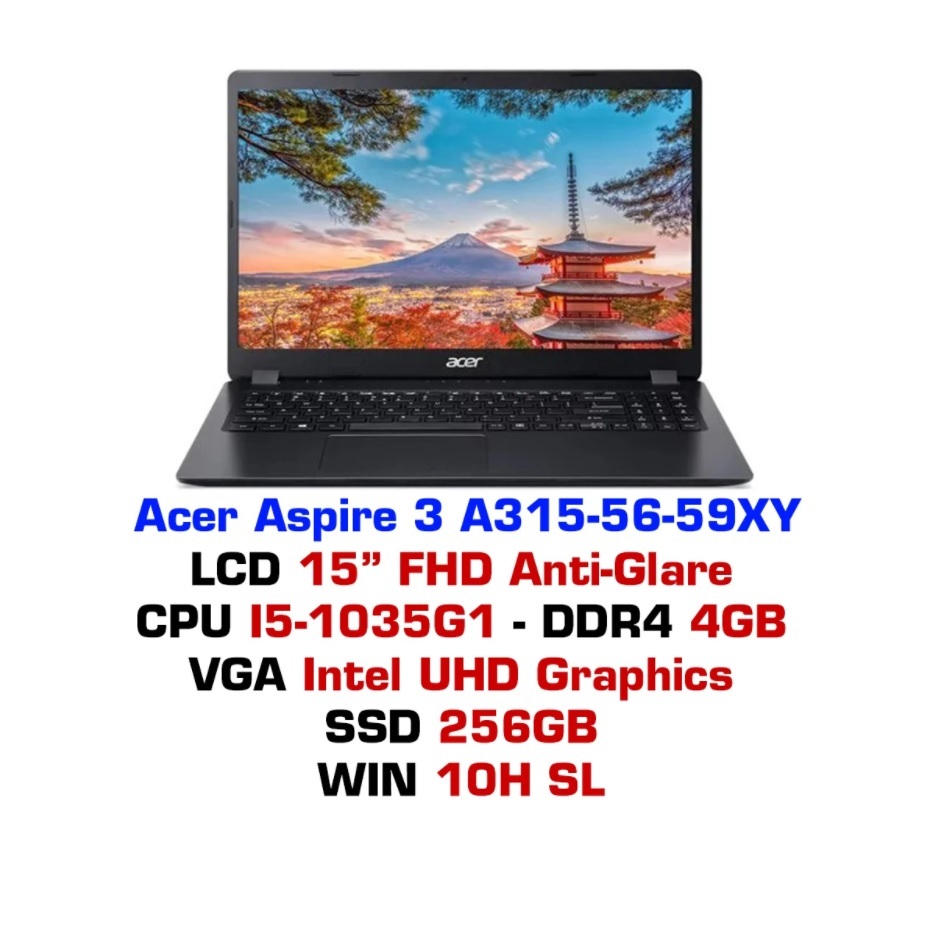 acer
Acer Aspire 3 A315-56-59XY
LCD 15” FHD Anti-Glare
CPU I5-1035G1 - DDR4 4GB
VGA Intel UHD Graphics
SSD 256GB
WIN 10H SL